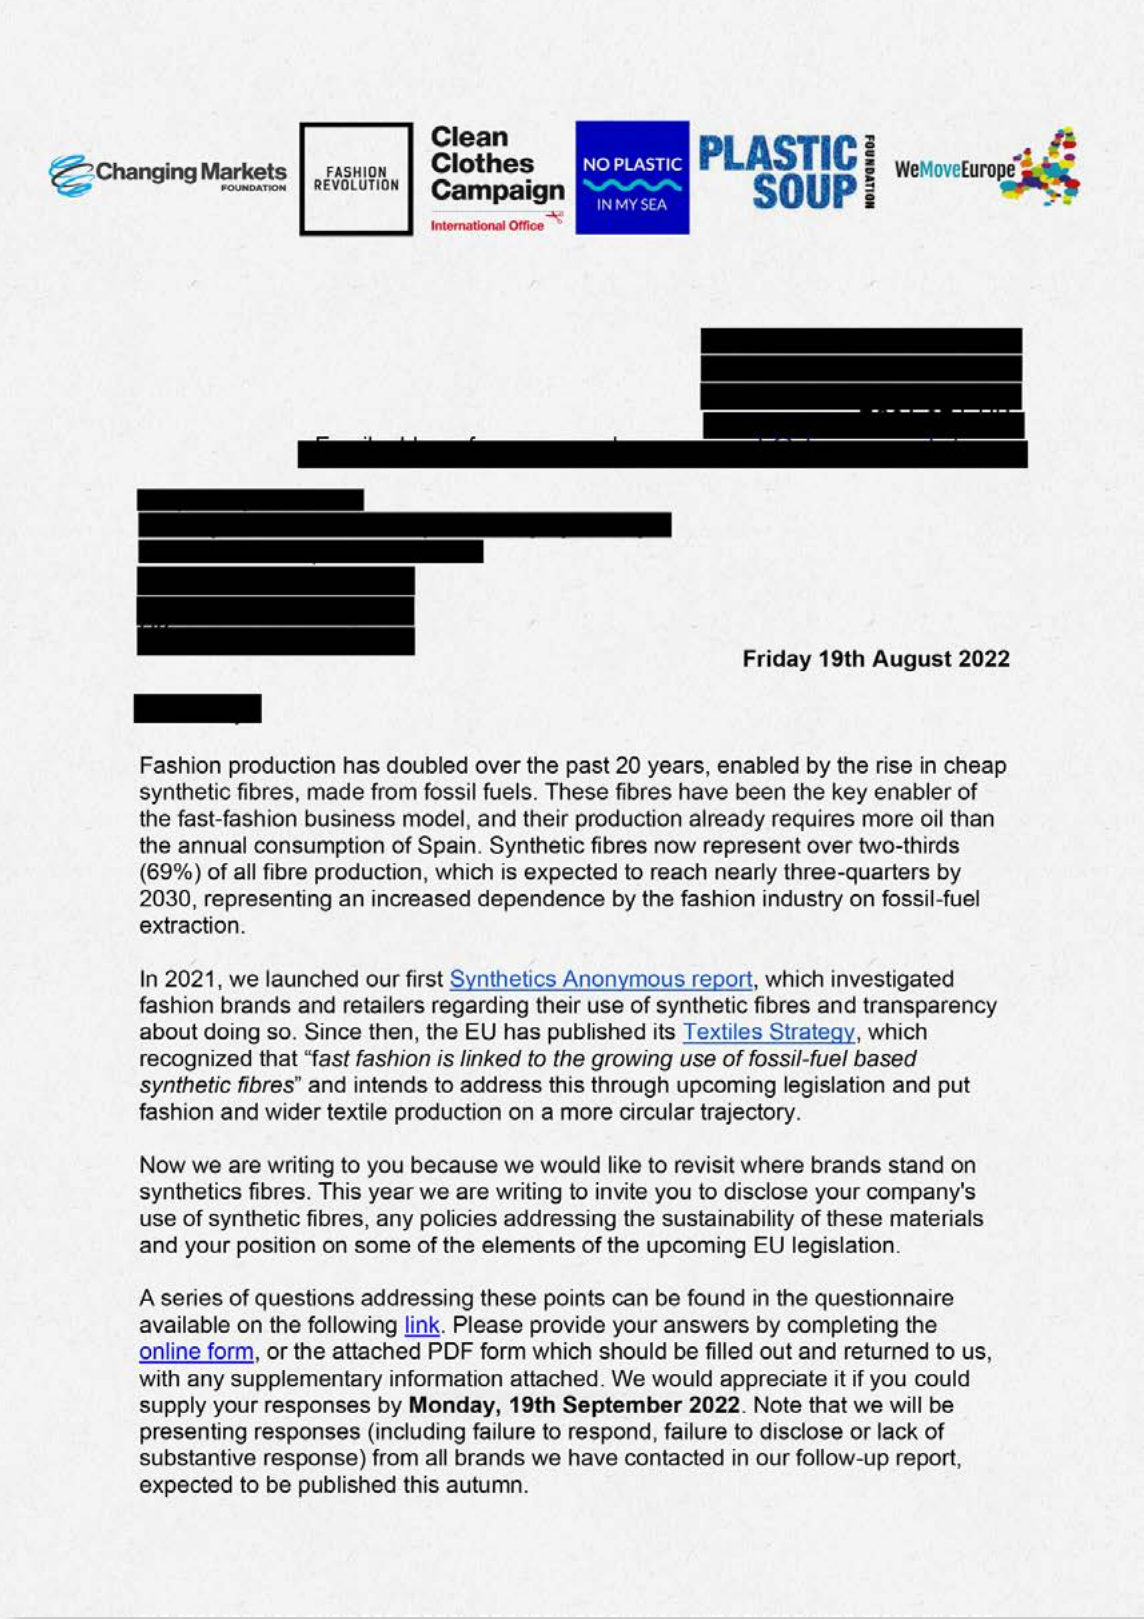 Changing Markets
FOUNDATION
FASHION
REVOLUTION
Clean
Clothes
Campaign
International Office
NO PLASTIC
IN MY SEA
PLASTIC
SOUP
FOUNDATION
WeMoveEurope
Friday 19th August 2022
Fashion production has doubled over the past 20 years, enabled by the rise in cheap
synthetic fibres, made from fossil fuels. These fibres have been the key enabler of
the fast-fashion business model, and their production already requires more oil than
the annual consumption of Spain. Synthetic fibres now represent over two-thirds
(69%) of all fibre production, which is expected to reach nearly three-quarters by
2030, representing an increased dependence by the fashion industry on fossil-fuel
extraction.
In 2021, we launched our first Synthetics Anonymous report, which investigated
fashion brands and retailers regarding their use of synthetic fibres and transparency
about doing so. Since then, the EU has published its Textiles Strategy, which
recognized that “fast fashion is linked to the growing use of fossil-fuel based
synthetic fibres” and intends to address this through upcoming legislation and put
fashion and wider textile production on a more circular trajectory.
Now we are writing to you because we would like to revisit where brands stand on
synthetics fibres. This year we are writing to invite you to disclose your company's
use of synthetic fibres, any policies addressing the sustainability of these materials
and your position on some of the elements of the upcoming EU legislation.
A series of questions addressing these points can be found in the questionnaire
available on the following link. Please provide your answers by completing the
online form, or the attached PDF form which should be filled out and returned to us,
with any supplementary information attached. We would appreciate it if you could
supply your responses by Monday, 19th September 2022. Note that we will be
presenting responses (including failure to respond, failure to disclose or lack of
substantive response) from all brands we have contacted in our follow-up report,
expected to be published this autumn.